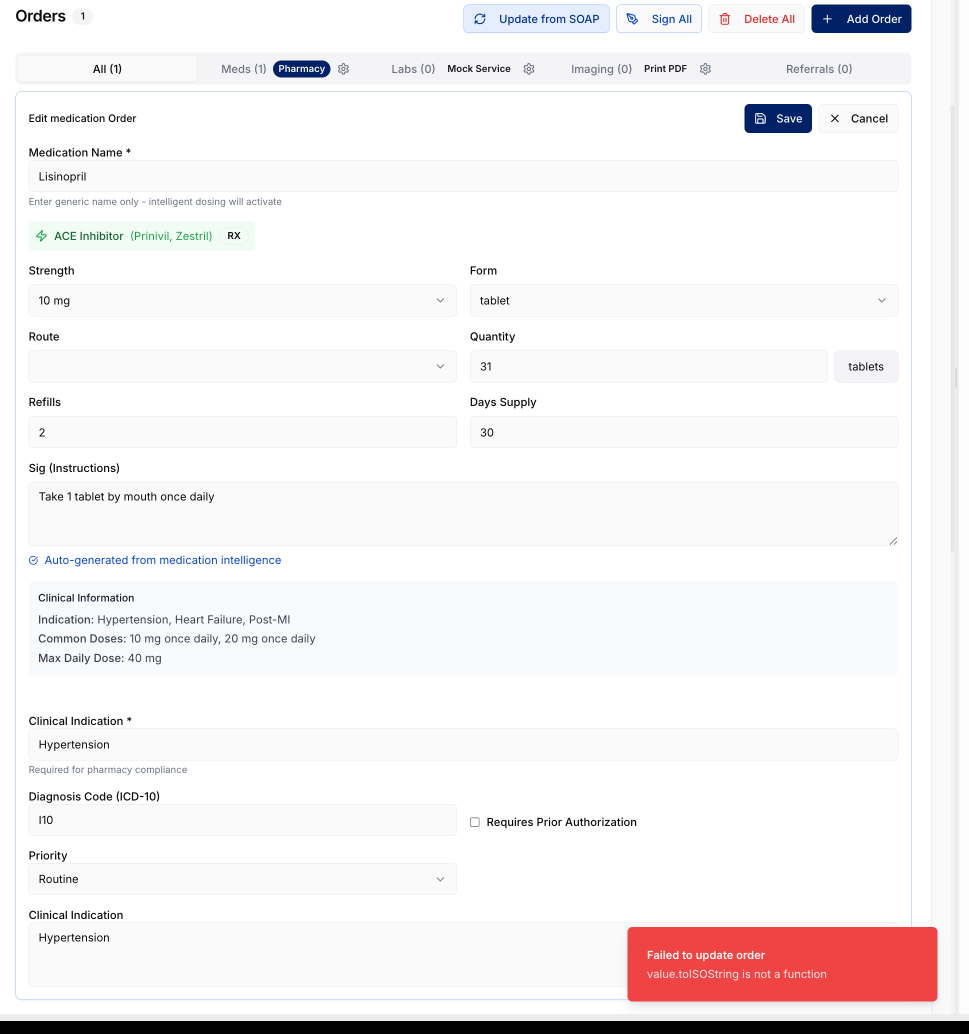 Orders 1
Update from SOAP Sign All Delete All Add Order
All (1) Meds (1) Pharmacy Labs (0) Mock Service Imaging (0) Print PDF Referrals (0)
Edit medication Order Save Cancel
Medication Name *
Lisinopril
Enter generic name only - intelligent dosing will activate
ACE Inhibitor (Prinivil, Zestril) RX
Strength Form
10 mg tablet
Route Quantity
31 tablets
Refills Days Supply
2 30
Sig (Instructions)
Take 1 tablet by mouth once daily
Auto-generated from medication intelligence
Clinical Information
Indication: Hypertension, Heart Failure, Post-MI
Common Doses: 10 mg once daily, 20 mg once daily
Max Daily Dose: 40 mg
Clinical Indication *
Hypertension
Required for pharmacy compliance
Diagnosis Code (ICD-10)
I10 Requires Prior Authorization
Priority
Routine
Clinical Indication
Hypertension
Failed to update order
value.toISOString is not a function